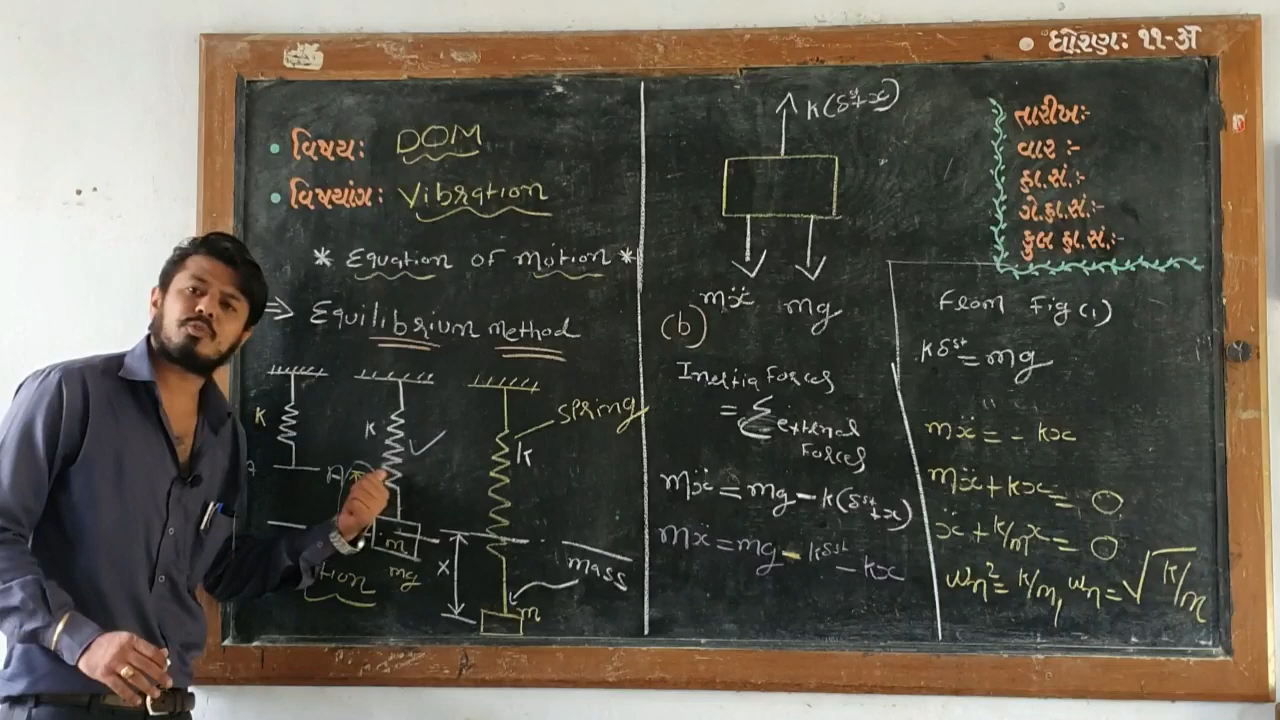 • ધોરણઃ ૧૧-અ
• વિષયઃ DOM
• વિષયાંગઃ Vibration
* Equation of Motion *
⇒ Equilibrium method
K
K
Spring
K
m
mg
tion
X
Mass
m
K(δst+x)
mẍ mg
(b)
Inertia Forces
= Σ external
Forces
mẍ = mg - K(δst+x)
mẍ = mg - Kδst - Kx
તારીખઃ-
વાર :-
હા.સં.:-
ગે.હા.સં.:-
કુલ હા.સં.:-
From Fig (1)
Kδst = mg
mẍ = - Kx
mẍ + Kx = 0
ẍ + K/m x = 0
ωn² = K/m, ωn = √K/m